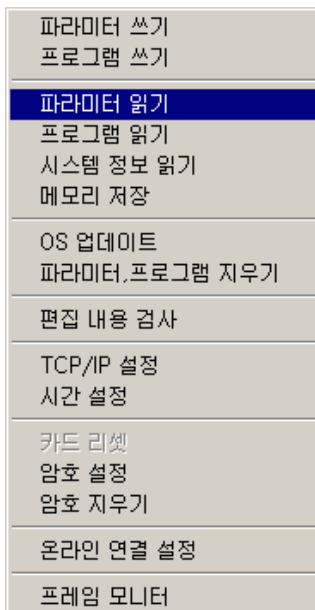 파라미터 쓰기
프로그램 쓰기
파라미터 읽기
프로그램 읽기
시스템 정보 읽기
메모리 저장
OS 업데이트
파라미터,프로그램 지우기
편집 내용 검사
TCP/IP 설정
시간 설정
카드 리셋
암호 설정
암호 지우기
온라인 연결 설정
프레임 모니터